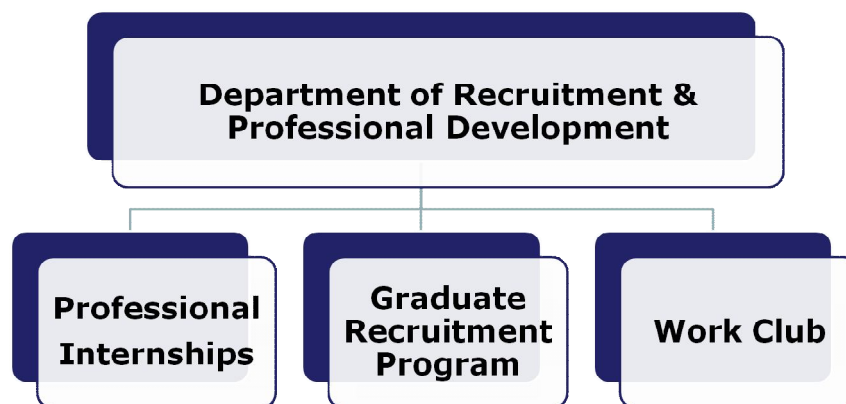 Department of Recruitment &
Professional Development
Professional
Internships
Graduate
Recruitment
Program
Work Club